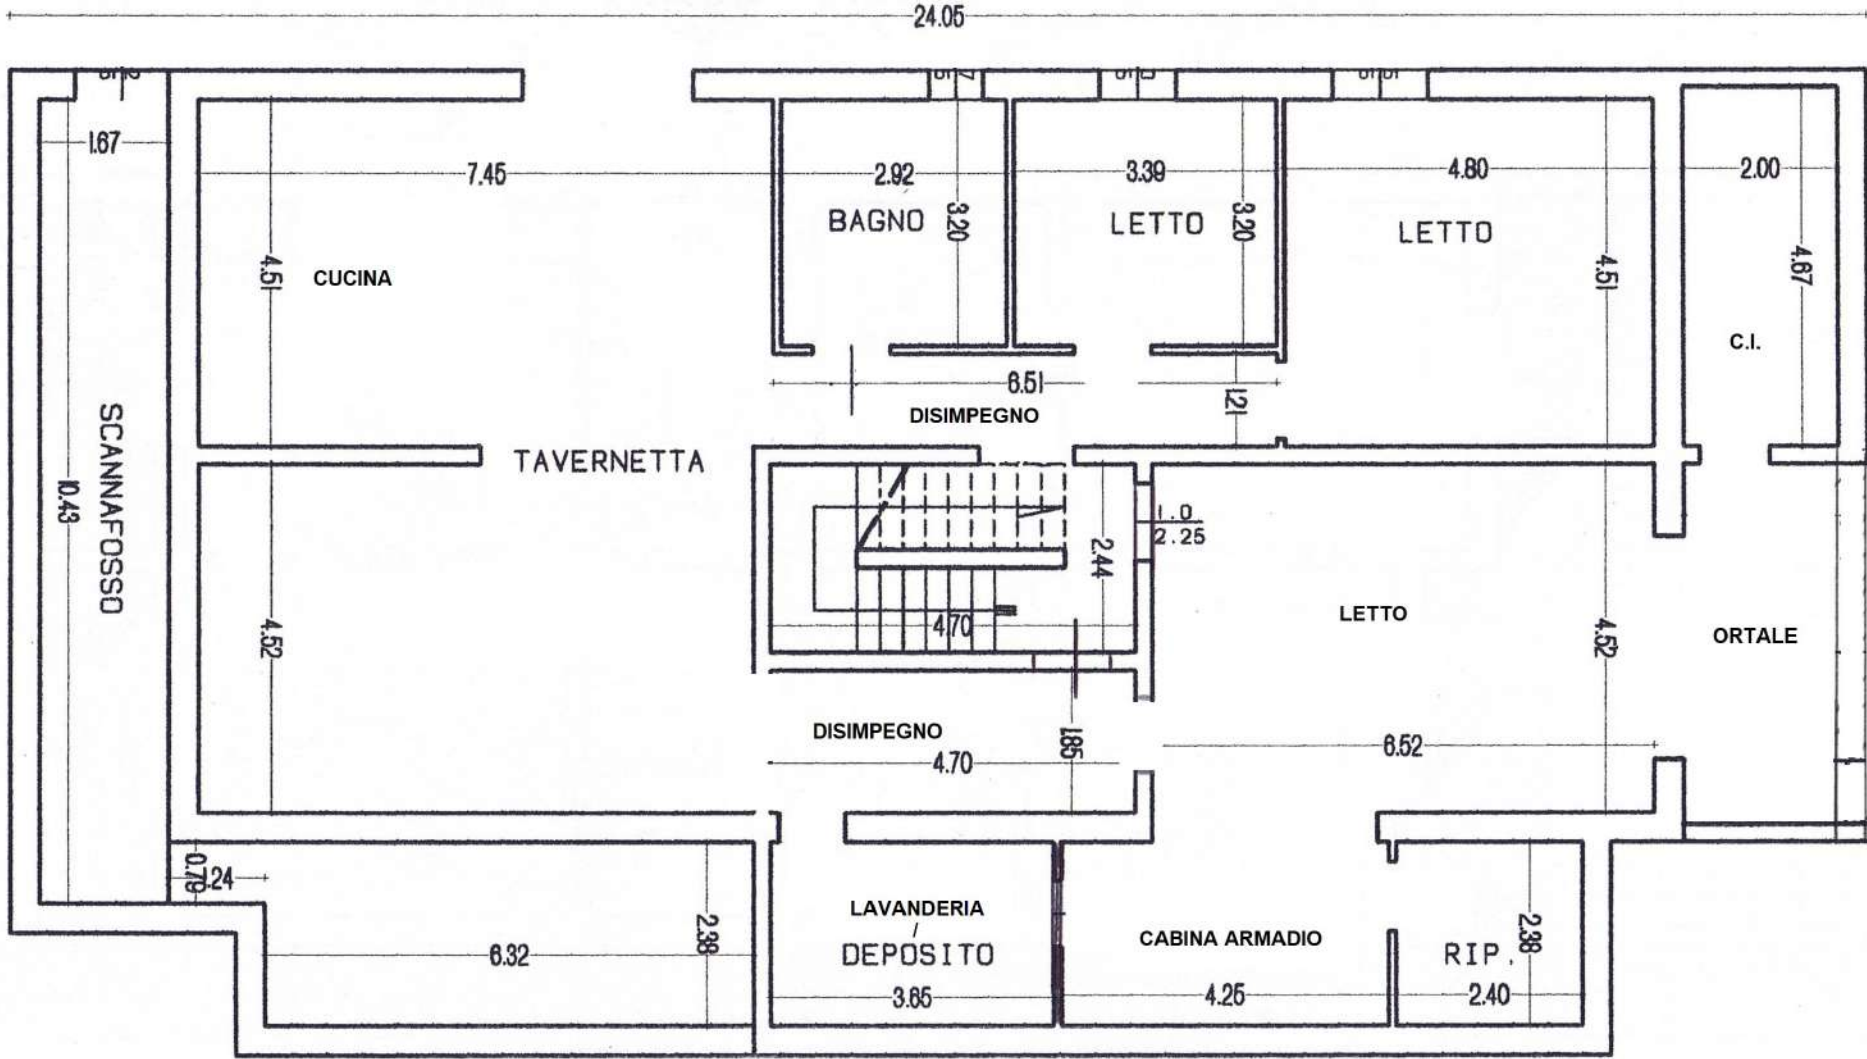 24.05
1.67
7.45
2.92
3.39
4.80
2.00
BAGNO
3.20
LETTO
3.20
LETTO
4.51
CUCINA
4.51
4.67
C.I.
6.51
1.21
SCANNAFOSSO
DISIMPEGNO
TAVERNETTA
10.43
1.0
2.25
2.44
LETTO
4.52
4.70
4.52
ORTALE
DISIMPEGNO
1.85
6.52
4.70
0.79
1.24
LAVANDERIA
/
DEPOSITO
2.38
6.32
CABINA ARMADIO
RIP.
2.38
3.65
4.25
2.40